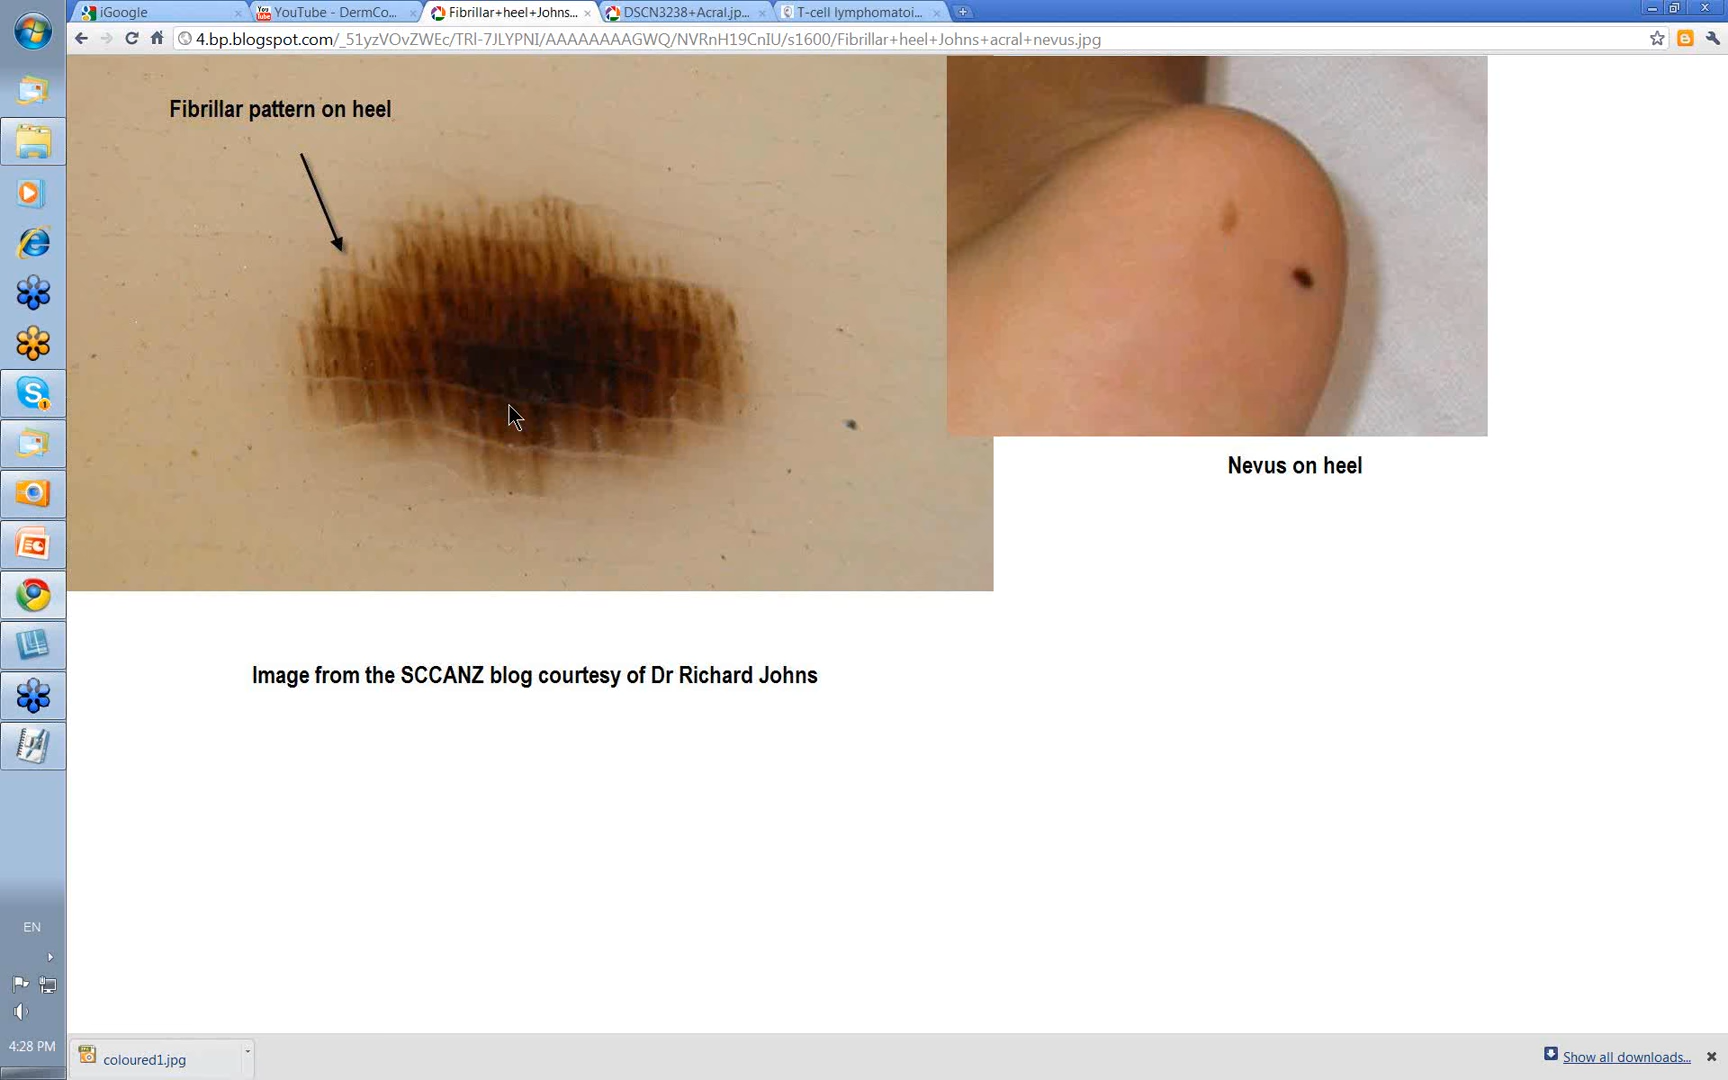 iGoogle
YouTube - DermCo...
Fibrillar+heel+Johns...
DSCN3238+Acral.jp...
T-cell lymphomatoi...
4.bp.blogspot.com/_51yzVOvZWEc/TRl-7JLYPNI/AAAAAAAAGWQ/NVRnH19CnIU/s1600/Fibrillar+heel+Johns+acral+nevus.jpg
Fibrillar pattern on heel
Nevus on heel
Image from the SCCANZ blog courtesy of Dr Richard Johns
EN
4:28 PM
coloured1.jpg
Show all downloads...